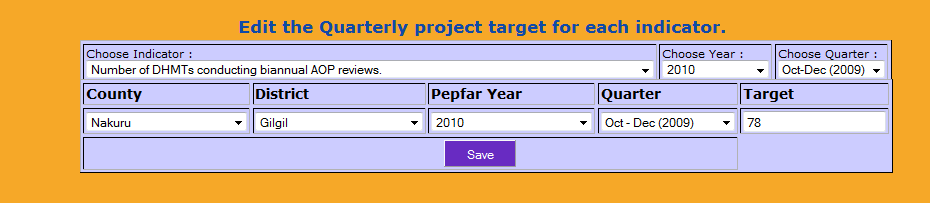 Edit the Quarterly project target for each indicator.
Choose Indicator : Choose Year : Choose Quarter :
Number of DHMTs conducting biannual AOP reviews. 2010 Oct-Dec (2009)
County District Pepfar Year Quarter Target
Nakuru Gilgil 2010 Oct - Dec (2009) 78
Save